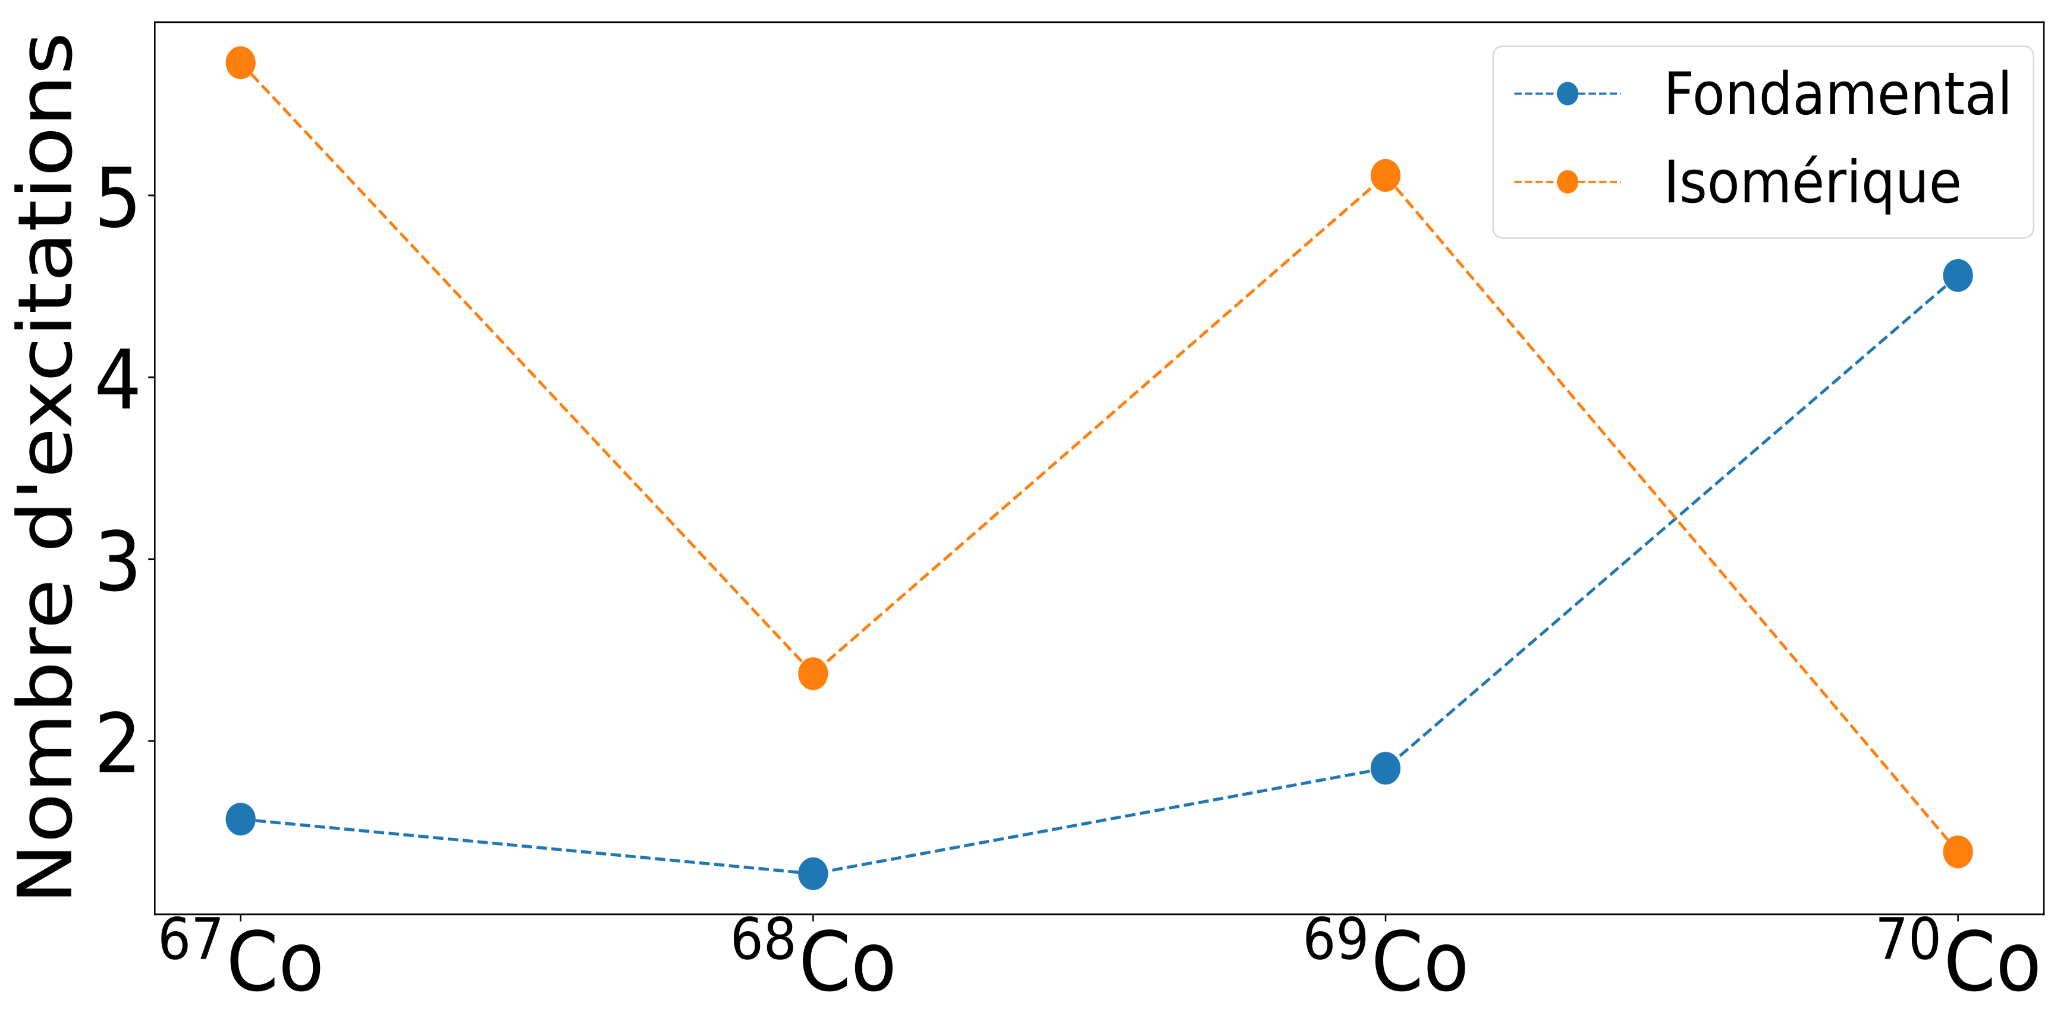 Nombre d'excitations
5
4
3
2
Fondamental
Isomérique
⁶⁷Co
⁶⁸Co
⁶⁹Co
⁷⁰Co